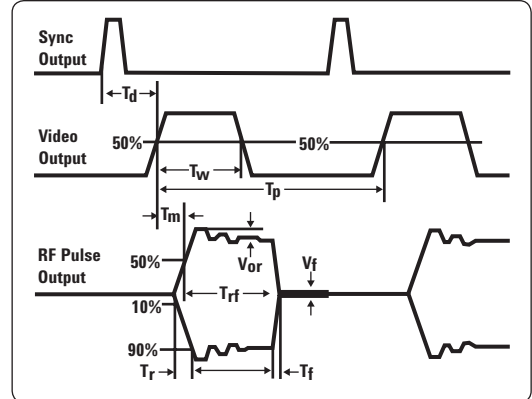 Sync
Output
Td
Video
Output
50%
50%
Tw
Tp
Tm
RF Pulse
Output
50%
Vor
Vf
Trf
10%
90%
Tr
Tf